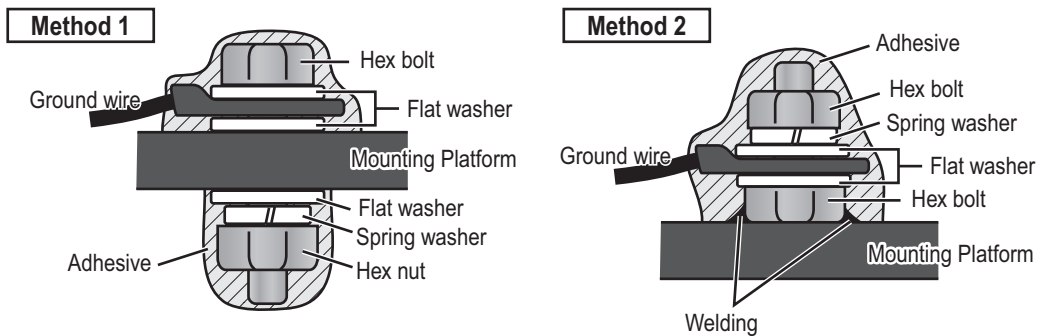 Method 1
Hex bolt
Ground wire
Flat washer
Mounting Platform
Flat washer
Spring washer
Adhesive
Hex nut
Method 2
Adhesive
Hex bolt
Spring washer
Ground wire
Flat washer
Hex bolt
Mounting Platform
Welding